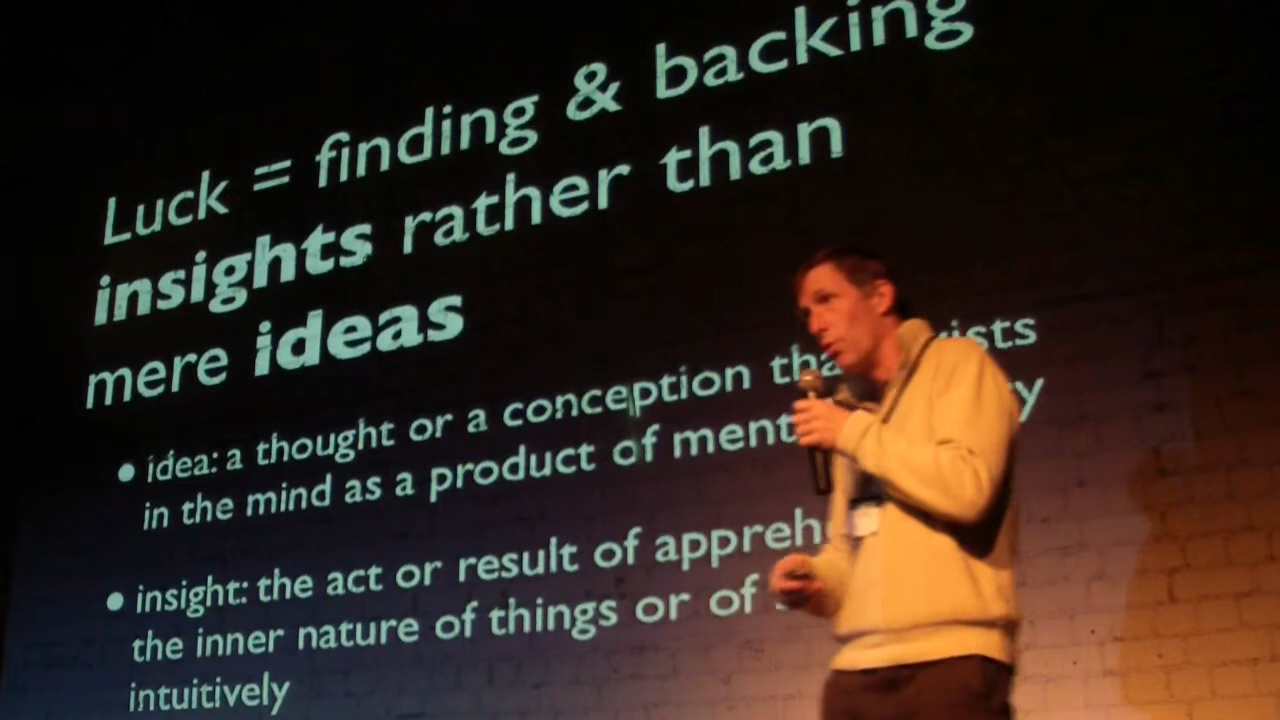 Luck = finding & backing
insights rather than
mere ideas
• idea: a thought or a conception
in the mind as a product of
• insight: the act or result of
the inner nature of things or of
intuitively